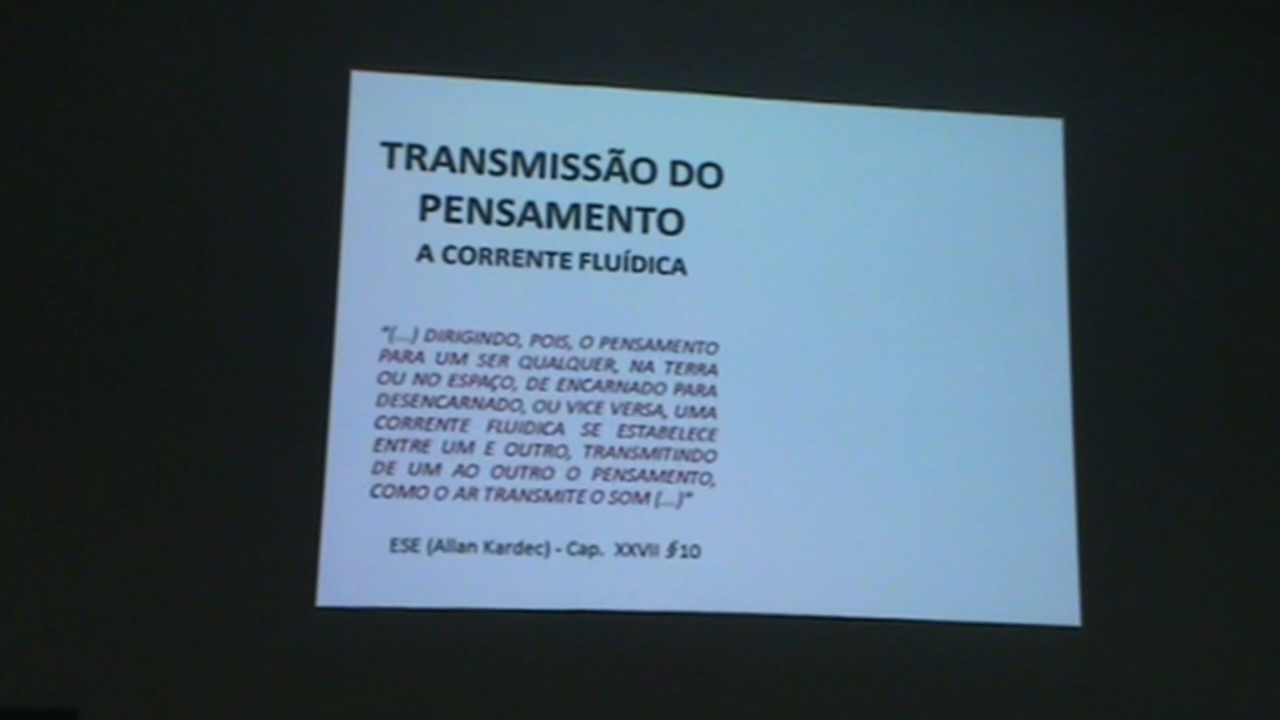 TRANSMISSÃO DO
PENSAMENTO
A CORRENTE FLUÍDICA
"(...) DIRIGINDO, POIS, O PENSAMENTO
PARA UM SER QUALQUER, NA TERRA
OU NO ESPAÇO, DE ENCARNADO PARA
DESENCARNADO, OU VICE VERSA, UMA
CORRENTE FLUIDICA SE ESTABELECE
ENTRE UM E OUTRO, TRANSMITINDO
DE UM AO OUTRO O PENSAMENTO,
COMO O AR TRANSMITE O SOM (...)"
ESE (Allan Kardec) - Cap. XXVII §10